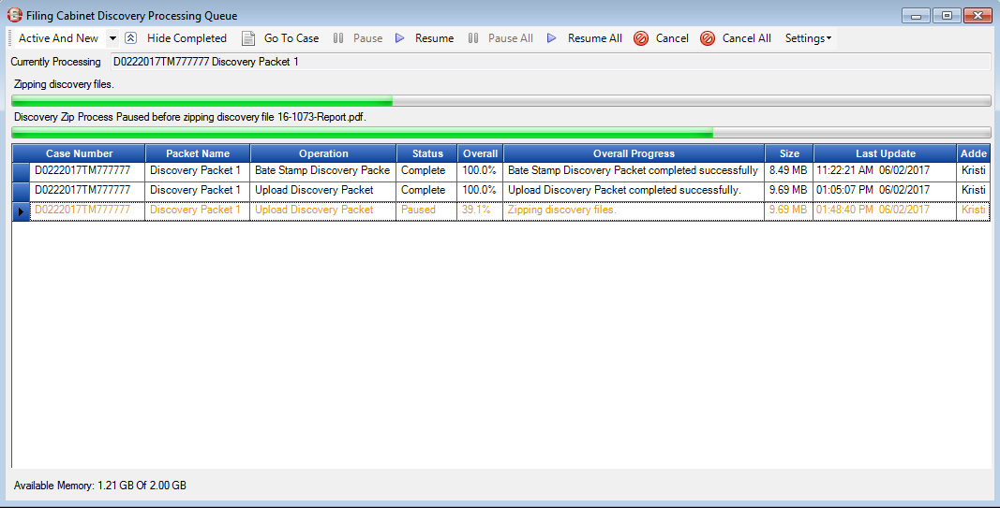 Filing Cabinet Discovery Processing Queue
Active And New Hide Completed Go To Case Pause Resume Pause All Resume All Cancel Cancel All Settings
Currently Processing D0222017TM777777 Discovery Packet 1
Zipping discovery files.
Discovery Zip Process Paused before zipping discovery file 16-1073-Report.pdf.
Case Number Packet Name Operation Status Overall Overall Progress Size Last Update Adde
D0222017TM777777 Discovery Packet 1 Bate Stamp Discovery Packe Complete 100.0% Bate Stamp Discovery Packet completed successfully 8.49 MB 11:22:21 AM 06/02/2017 Kristi
D0222017TM777777 Discovery Packet 1 Upload Discovery Packet Complete 100.0% Upload Discovery Packet completed successfully. 9.69 MB 01:05:07 PM 06/02/2017 Kristi
D0222017TM777777 Discovery Packet 1 Upload Discovery Packet Paused 39.1% Zipping discovery files. 9.69 MB 01:48:40 PM 06/02/2017 Kristi
Available Memory: 1.21 GB Of 2.00 GB